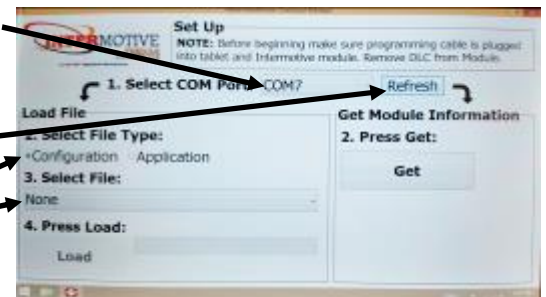 INTERMOTIVE
Set Up
NOTE: Before beginning make sure programming cable is plugged
into tablet and Intermotive module. Remove DLC from Module.
1. Select COM Port: COM7
Refresh
Load File
2. Select File Type:
Configuration Application
3. Select File:
None
4. Press Load:
Load
Get Module Information
2. Press Get:
Get